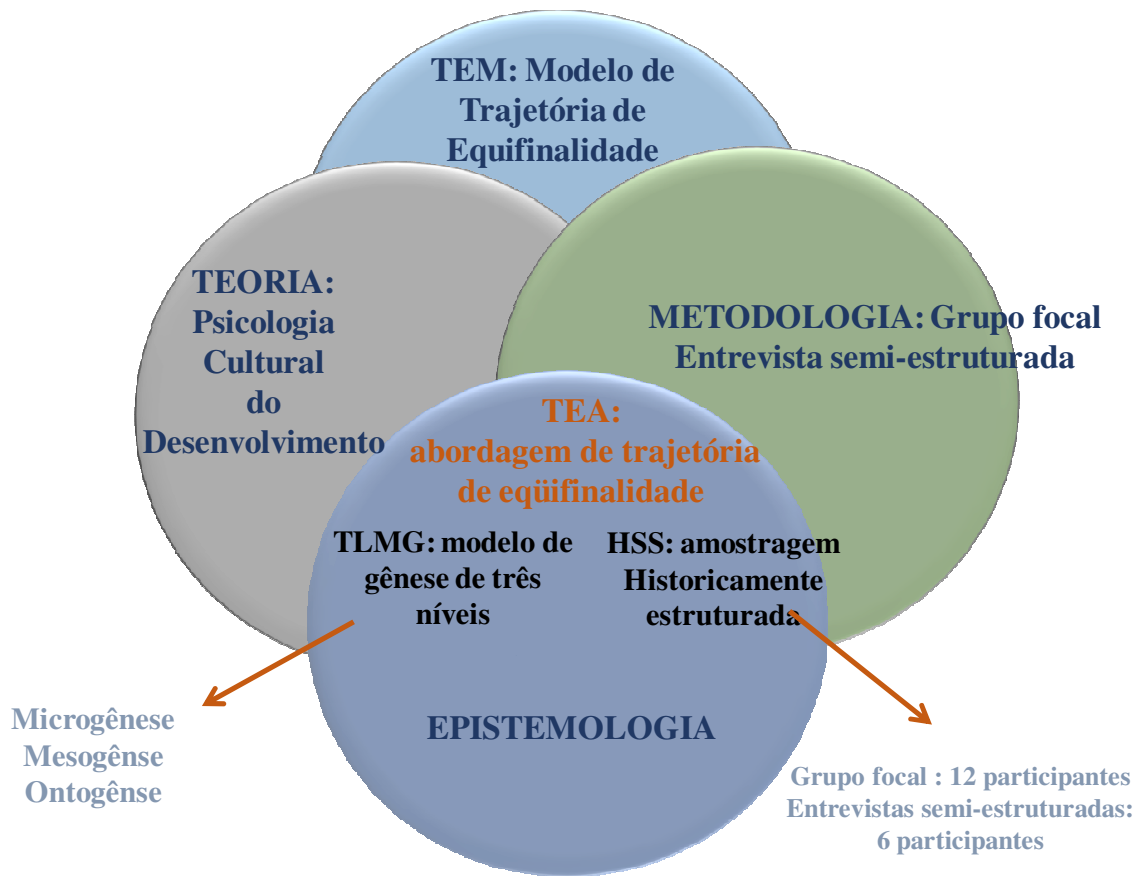 TEM: Modelo de
Trajetória de
Equifinalidade
TEORIA:
Psicologia
Cultural
do
Desenvolvimento
METODOLOGIA: Grupo focal
Entrevista semi-estruturada
TEA:
abordagem de trajetória
de eqüifinalidade
TLMG: modelo de
gênese de três
níveis
HSS: amostragem
Historicamente
estruturada
EPISTEMOLOGIA
Microgênese
Mesogênse
Ontogênse
Grupo focal : 12 participantes
Entrevistas semi-estruturadas:
6 participantes